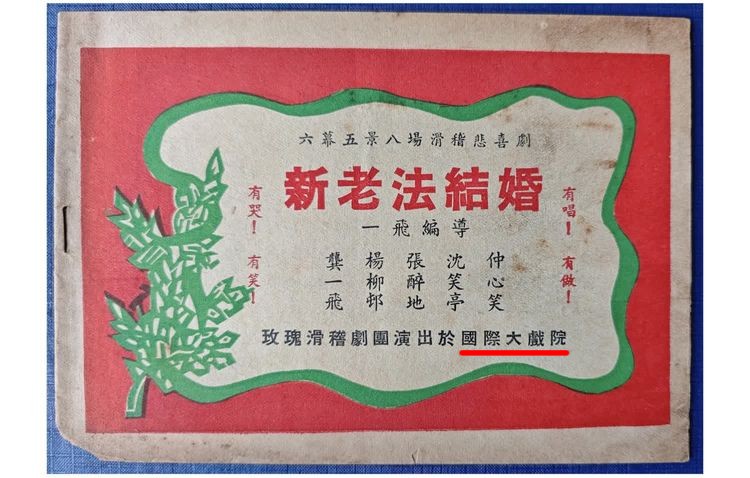 六幕五景八場滑稽悲喜劇
新老法結婚
有哭！
有笑！
有唱！
有做！
一飛編導
龔一飛
楊柳邨
張醉地
沈笑亭
仲心笑
玫瑰滑稽劇團演出於國際大戲院